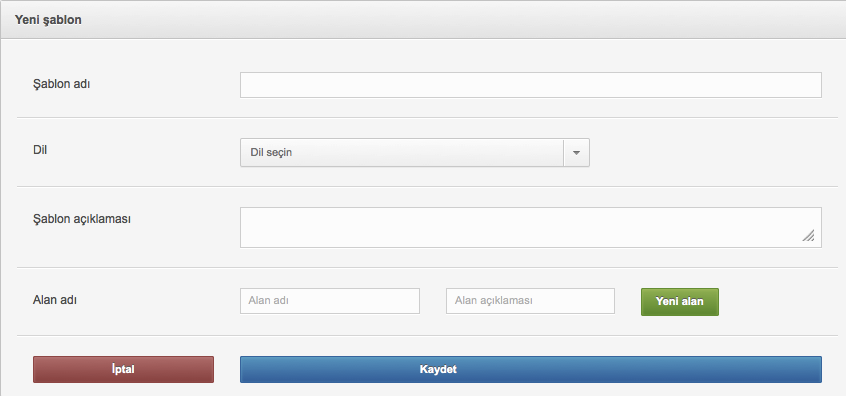 Yeni şablon
Şablon adı
Dil
Dil seçin
Şablon açıklaması
Alan adı
Alan adı
Alan açıklaması
Yeni alan
İptal
Kaydet